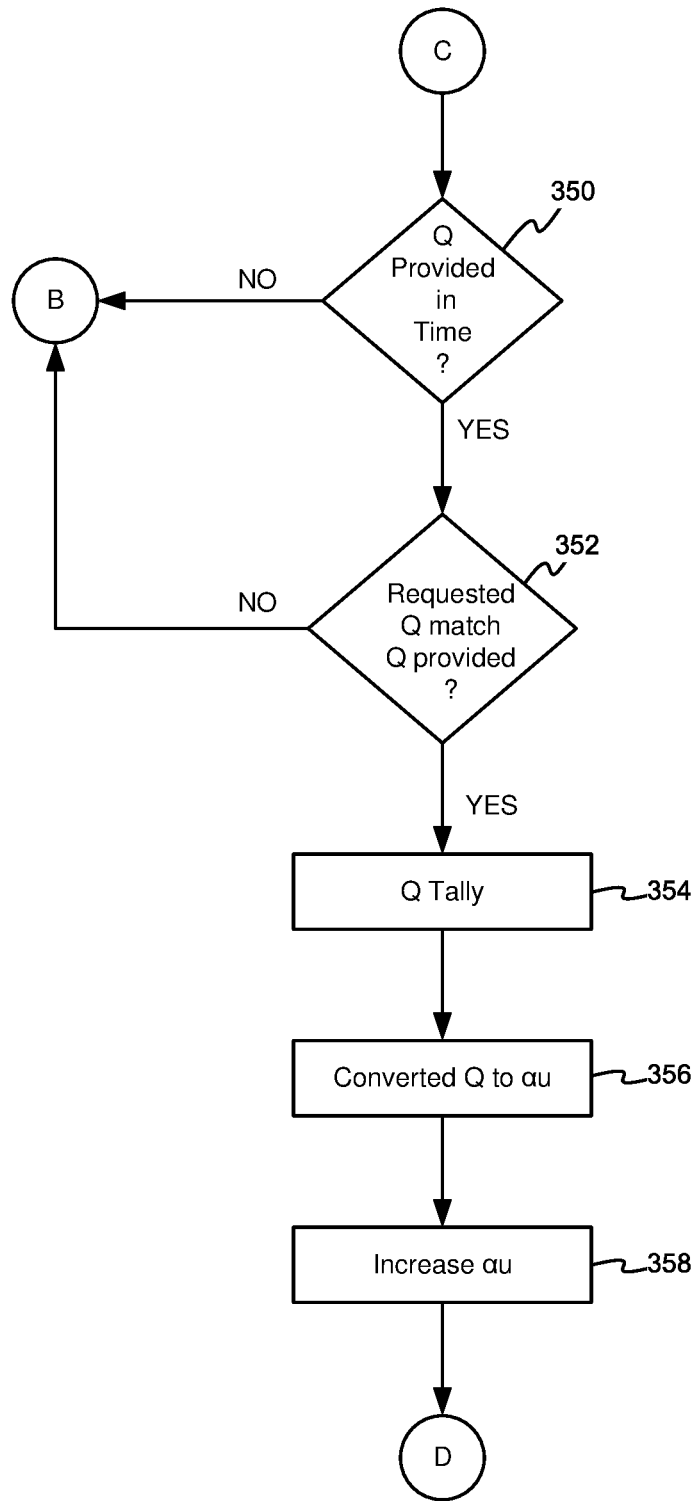 C
350
Q
Provided
in
Time
?
NO
B
YES
352
Requested
Q match
Q provided
?
NO
YES
Q Tally
354
Converted Q to αu
356
Increase αu
358
D